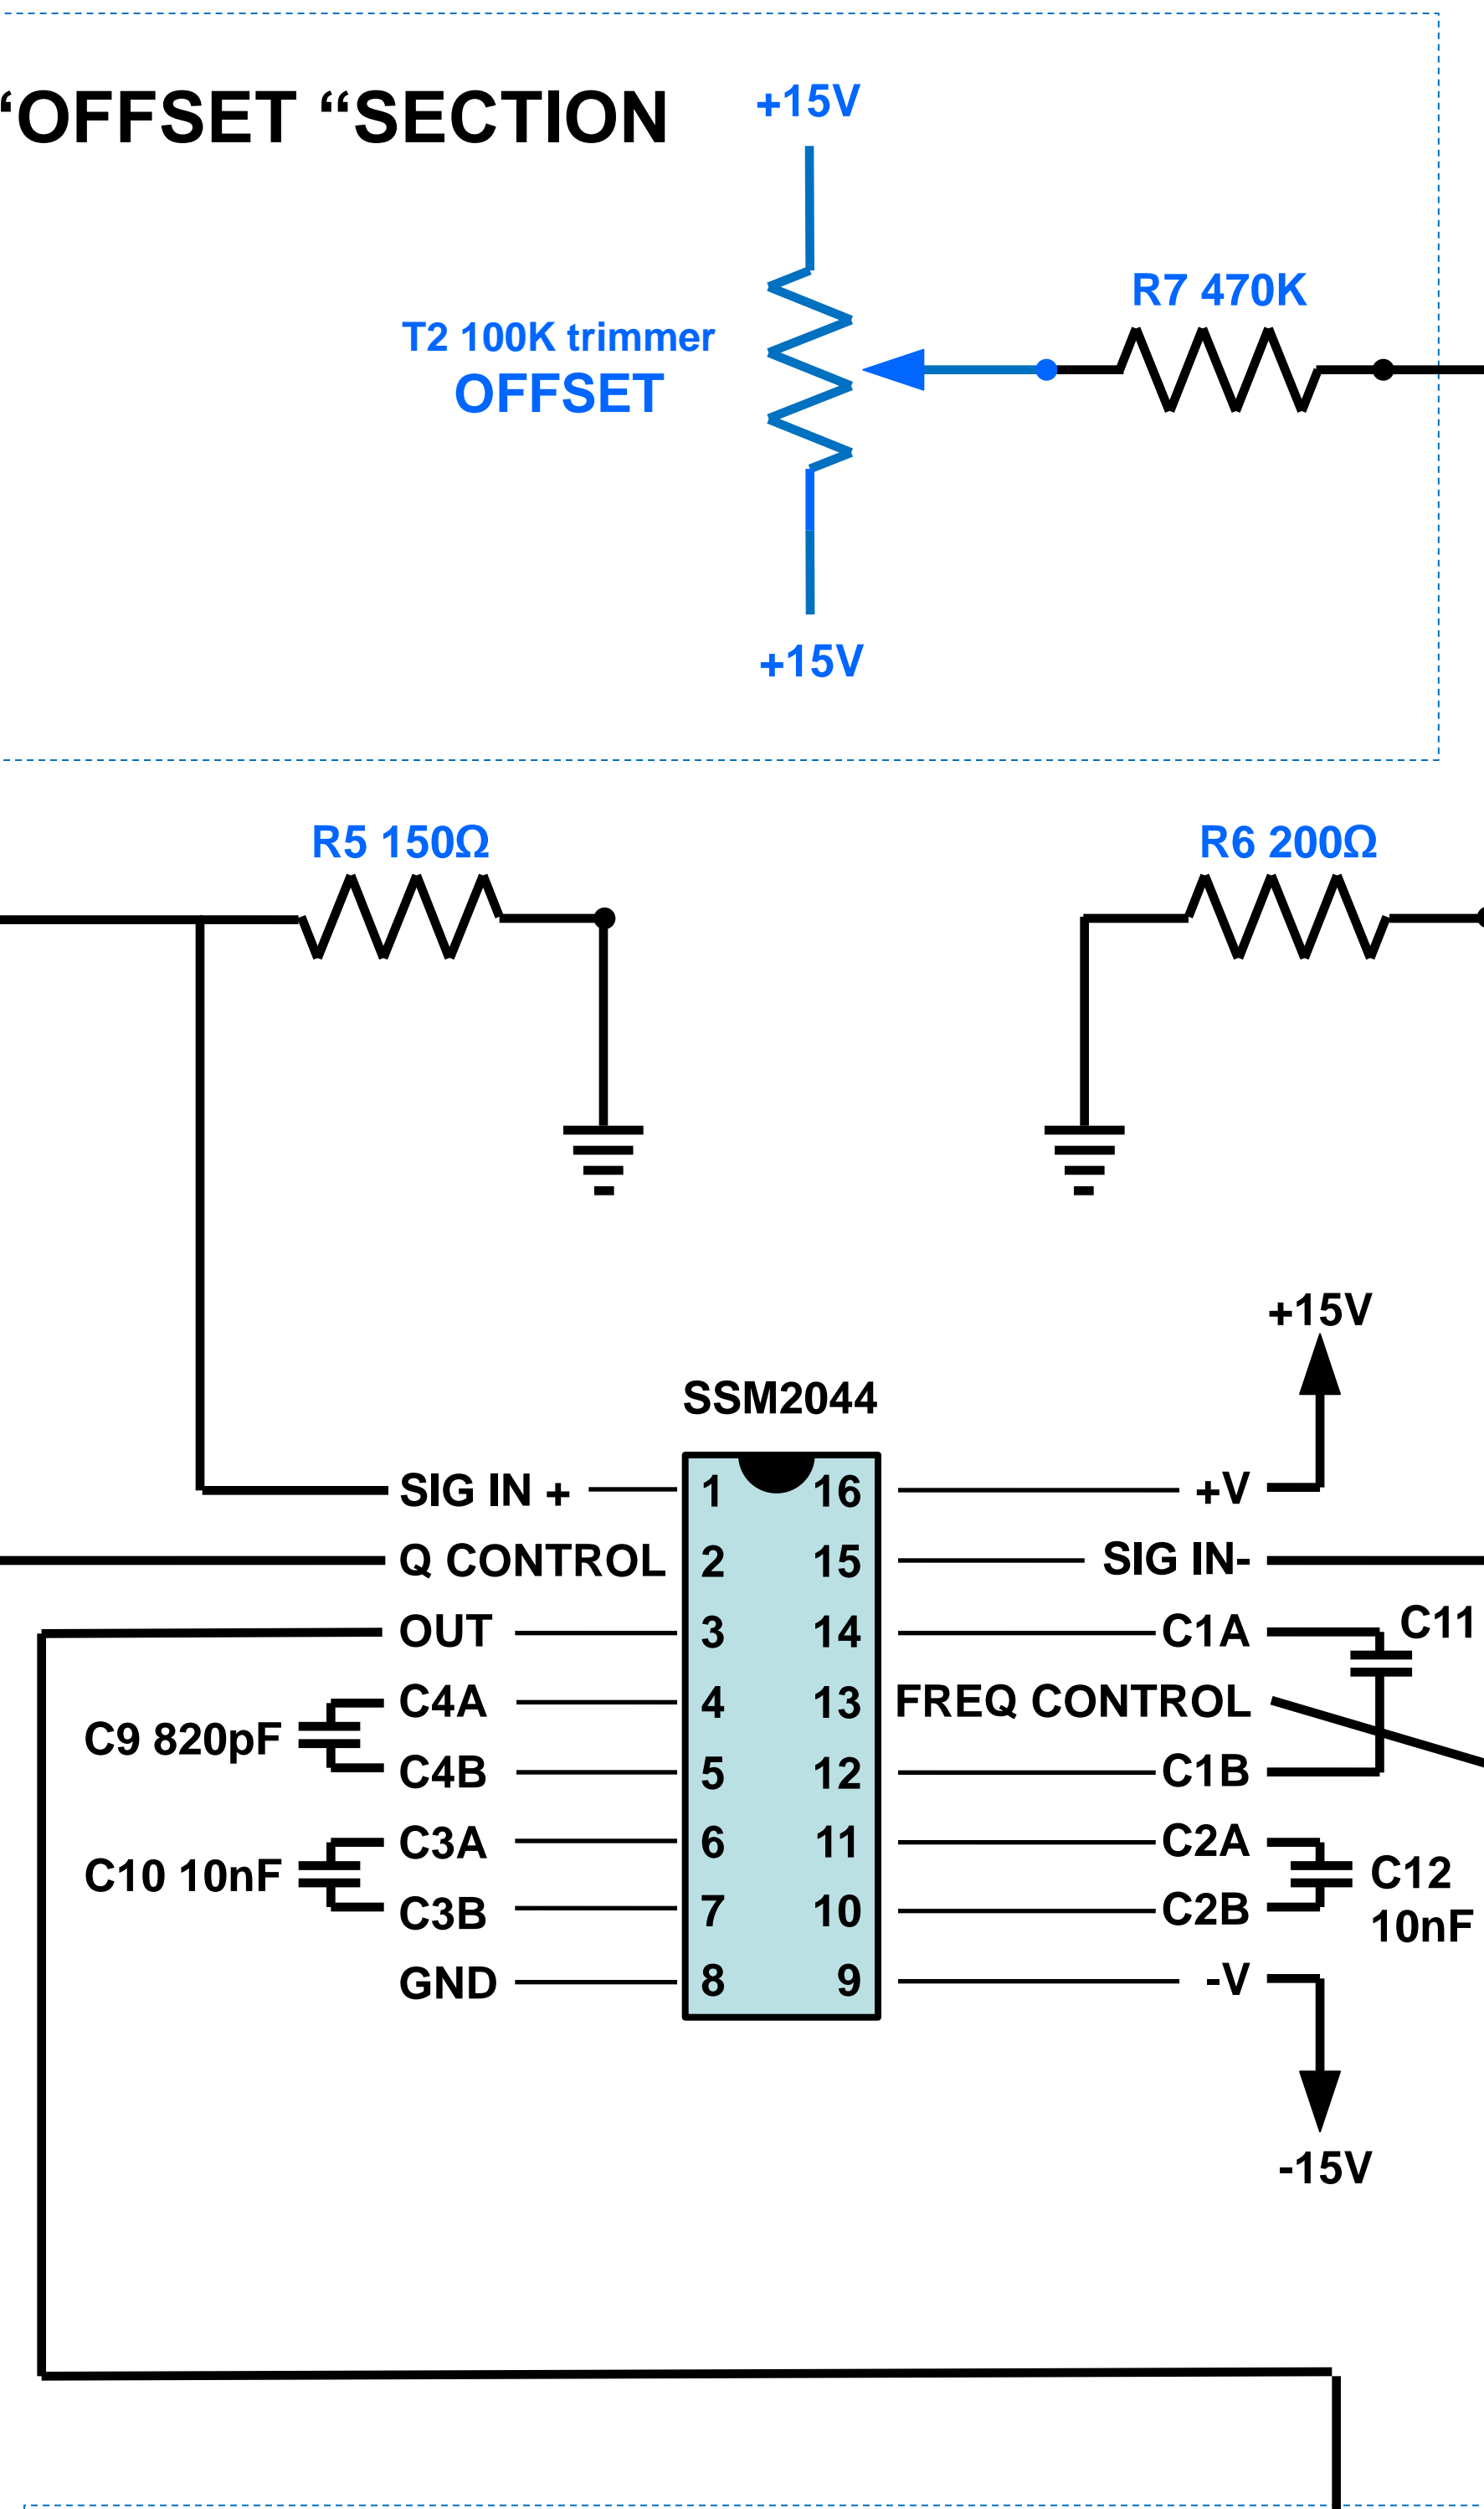 “OFFSET “SECTION
+15V
R7 470K
T2 100K trimmer
OFFSET
+15V
R5 150Ω
R6 200Ω
+15V
SSM2044
SIG IN + 1 16 +V
Q CONTROL 2 15 SIG IN-
OUT 3 14 C1A C11
C4A 4 13 FREQ CONTROL
C9 820pF
C4B 5 12 C1B
C3A 6 11 C2A
C10 10nF C12
C3B 7 10 C2B 10nF
GND 8 9 -V
-15V